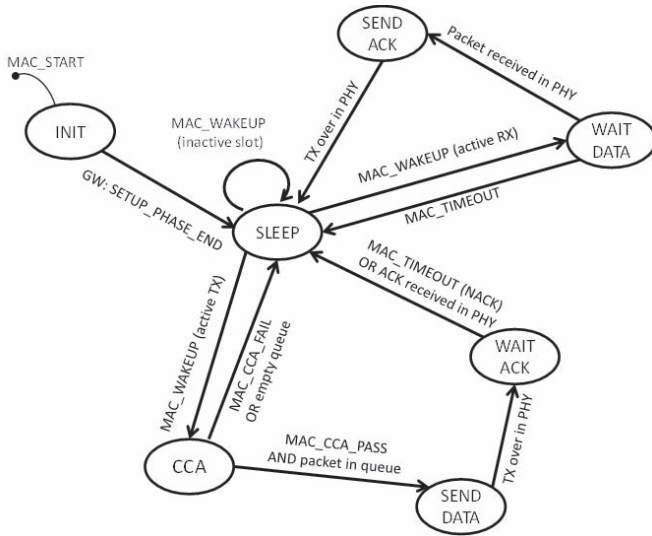 SEND
ACK
MAC_START
Packet received in PHY
INIT
MAC_WAKEUP
(inactive slot)
TX over in PHY
WAIT
DATA
MAC_WAKEUP (active RX)
GW: SETUP_PHASE_END
MAC_TIMEOUT
SLEEP
MAC_TIMEOUT (NACK)
OR ACK received in PHY
MAC_WAKEUP (active TX)
MAC_CCA_FAIL
OR empty queue
WAIT
ACK
MAC_CCA_PASS
AND packet in queue
CCA
TX over in PHY
SEND
DATA